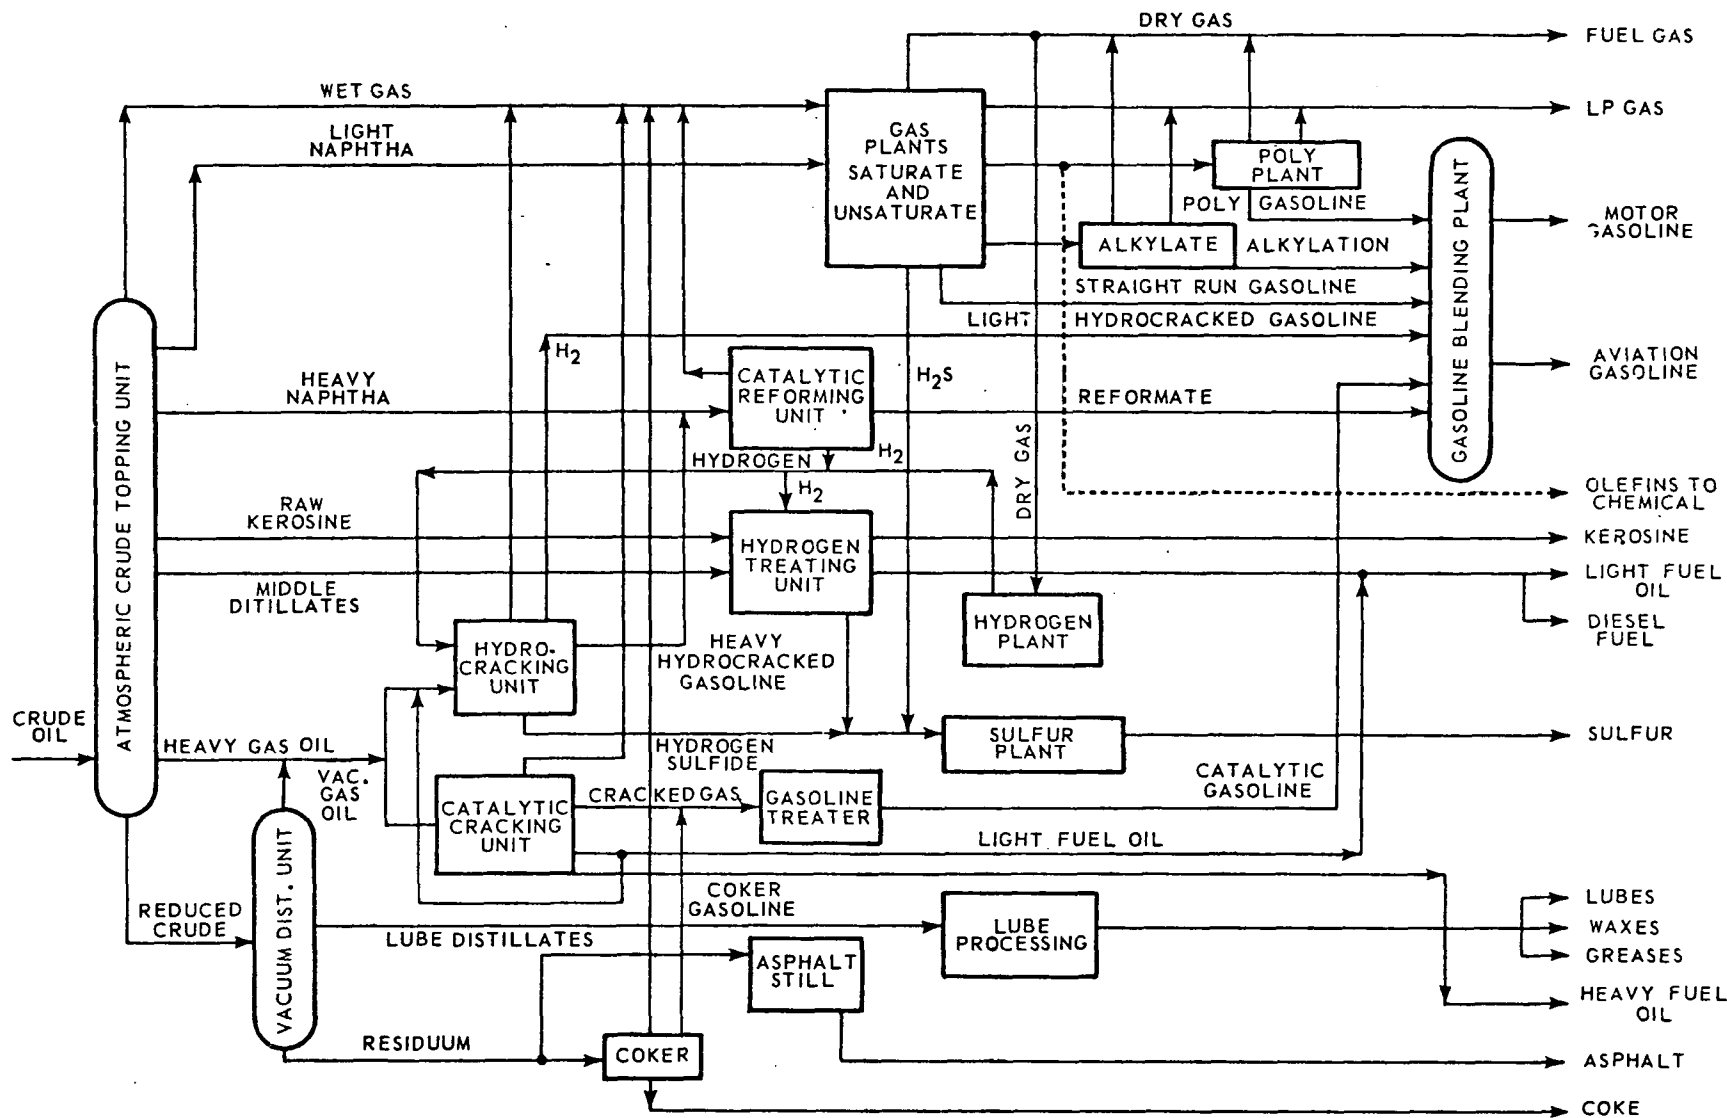 DRY GAS
FUEL GAS
WET GAS
LP GAS
LIGHT
NAPHTHA
GAS
PLANTS
SATURATE
AND
UNSATURATE
POLY
PLANT
POLY GASOLINE
MOTOR
GASOLINE
ALKYLATE
ALKYLATION
STRAIGHT RUN GASOLINE
LIGHT HYDROCRACKED GASOLINE
GASOLINE BLENDING PLANT
H2
AVIATION
GASOLINE
ATMOSPHERIC CRUDE TOPPING UNIT
HEAVY
NAPHTHA
CATALYTIC
REFORMING
UNIT
H2S
REFORMATE
HYDROGEN
H2
H2
DRY GAS
OLEFINS TO
CHEMICAL
RAW
KEROSINE
KEROSINE
HYDROGEN
TREATING
UNIT
MIDDLE
DITILLATES
LIGHT FUEL
OIL
HYDROGEN
PLANT
DIESEL
FUEL
HYDRO-
CRACKING
UNIT
HEAVY
HYDROCRACKED
GASOLINE
CRUDE
OIL
HEAVY GAS OIL
VAC.
GAS
OIL
HYDROGEN
SULFIDE
SULFUR
PLANT
SULFUR
CATALYTIC
CRACKING
UNIT
CRACKED GAS
GASOLINE
TREATER
CATALYTIC
GASOLINE
LIGHT FUEL OIL
VACUUM DIST. UNIT
REDUCED
CRUDE
COKER
GASOLINE
LUBE DISTILLATES
LUBE
PROCESSING
LUBES
WAXES
GREASES
ASPHALT
STILL
HEAVY FUEL
OIL
RESIDUUM
COKER
ASPHALT
COKE